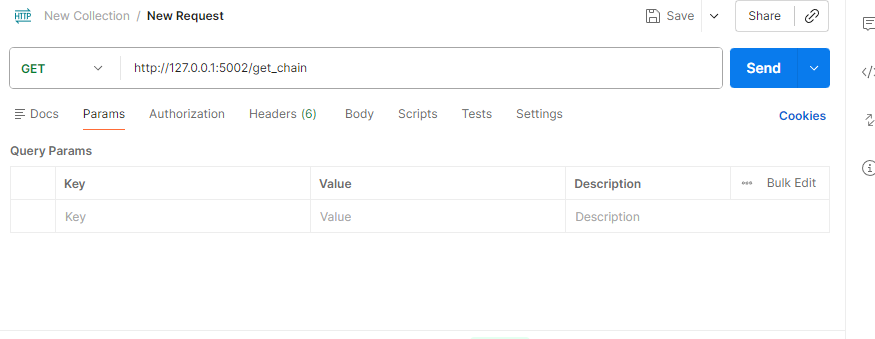 HTTP New Collection / New Request Save Share
GET http://127.0.0.1:5002/get_chain Send
Docs Params Authorization Headers (6) Body Scripts Tests Settings Cookies
Query Params
Key Value Description ••• Bulk Edit
Key Value Description